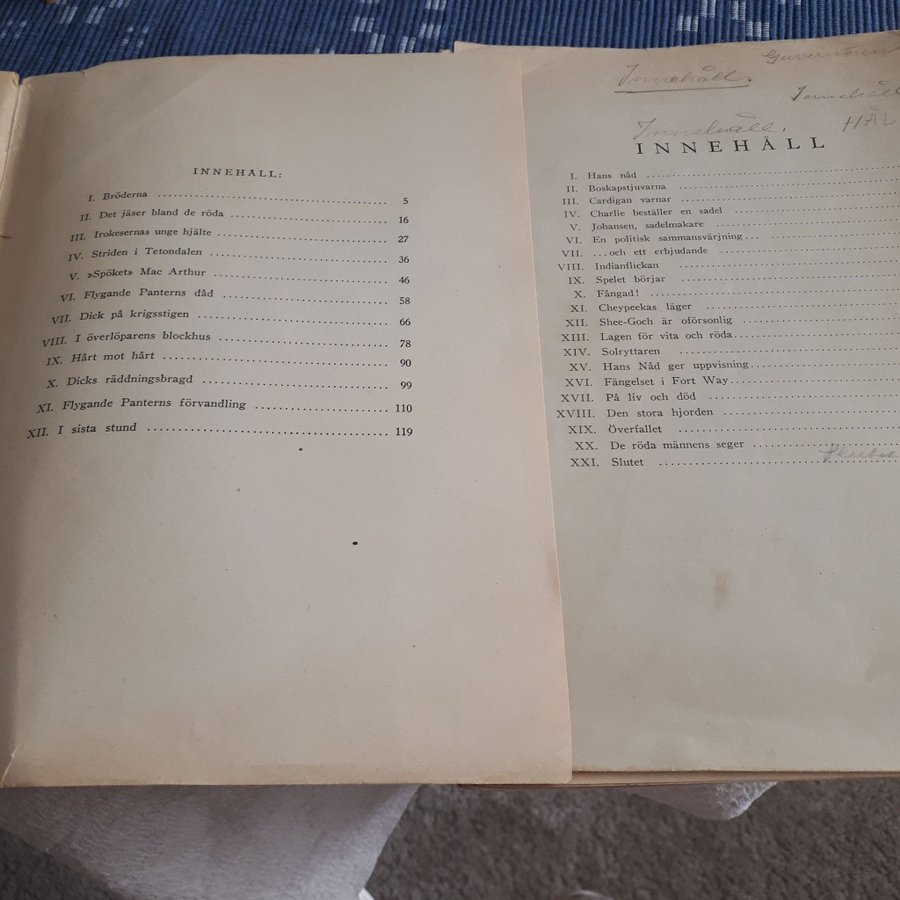 INNEHÅLL:
I. Bröderna 5
II. Det jäser bland de röda 16
III. Irokesernas unge hjälte 27
IV. Striden i Tetondalen 36
V. »Spöket» Mac Arthur 46
VI. Flygande Panterns dåd 58
VII. Dick på krigsstigen 66
VIII. I överlöparens blockhus 78
IX. Hårt mot hårt 90
X. Dicks räddningsbragd 99
XI. Flygande Panterns förvandling 110
XII. I sista stund 119
Guvernören
Innehåll.
Innehåll
Innehåll.
HÅL
INNEHÅLL
I. Hans nåd
II. Boskapstjuvarna
III. Cardigan varnar
IV. Charlie beställer en sadel
V. Johansen, sadelmakare
VI. En politisk sammansvärjning
VII. ...och ett erbjudande
VIII. Indianflickan
IX. Spelet börjar
X. Fångad!
XI. Cheypeekas läger
XII. Shee-Goch är oförsonlig
XIII. Lagen för vita och röda
XIV. Solryttaren
XV. Hans Nåd ger uppvisning
XVI. Fängelset i Fort Way
XVII. På liv och död
XVIII. Den stora hjorden
XIX. Överfallet
XX. De röda männens seger
XXI. Slutet